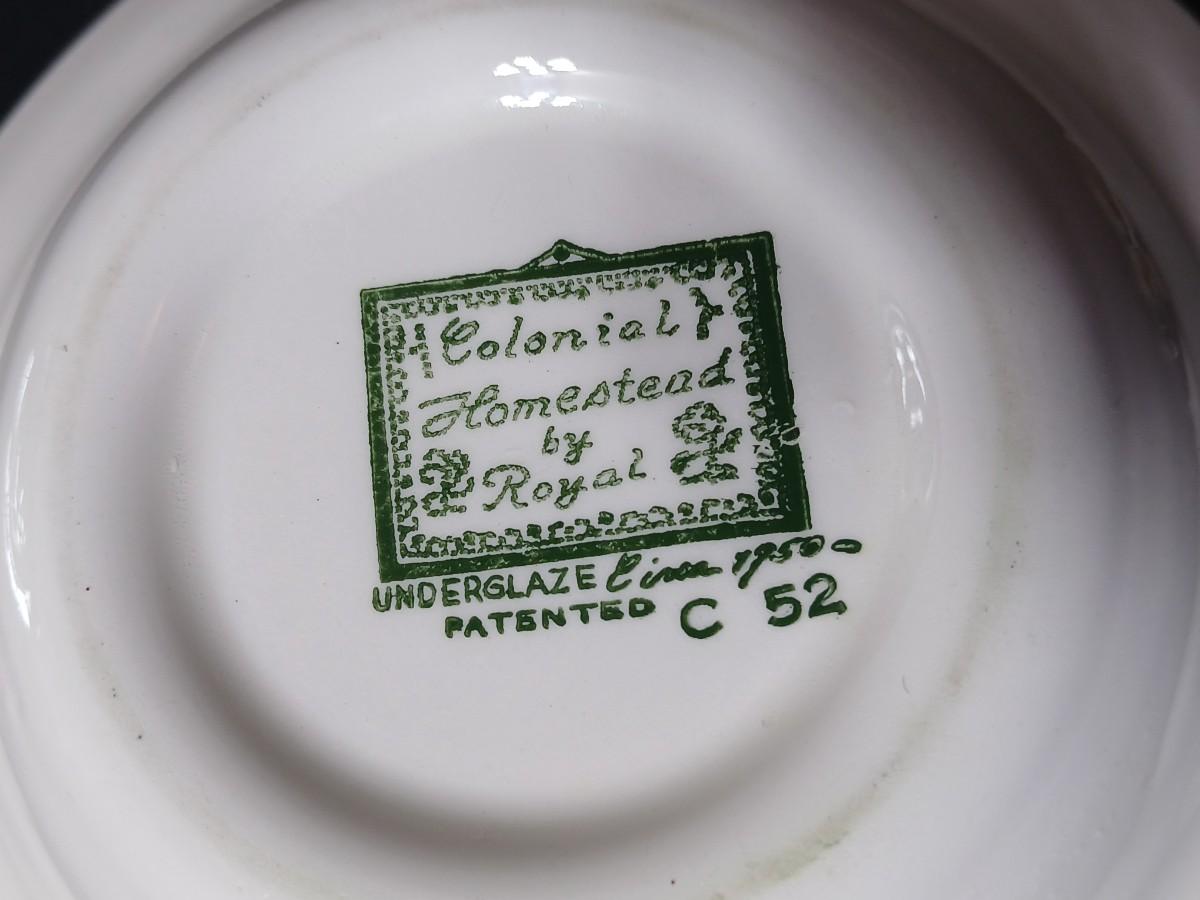 Colonial
Homestead
by
Royal
UNDERGLAZE Circa 1950-
PATENTED C 52